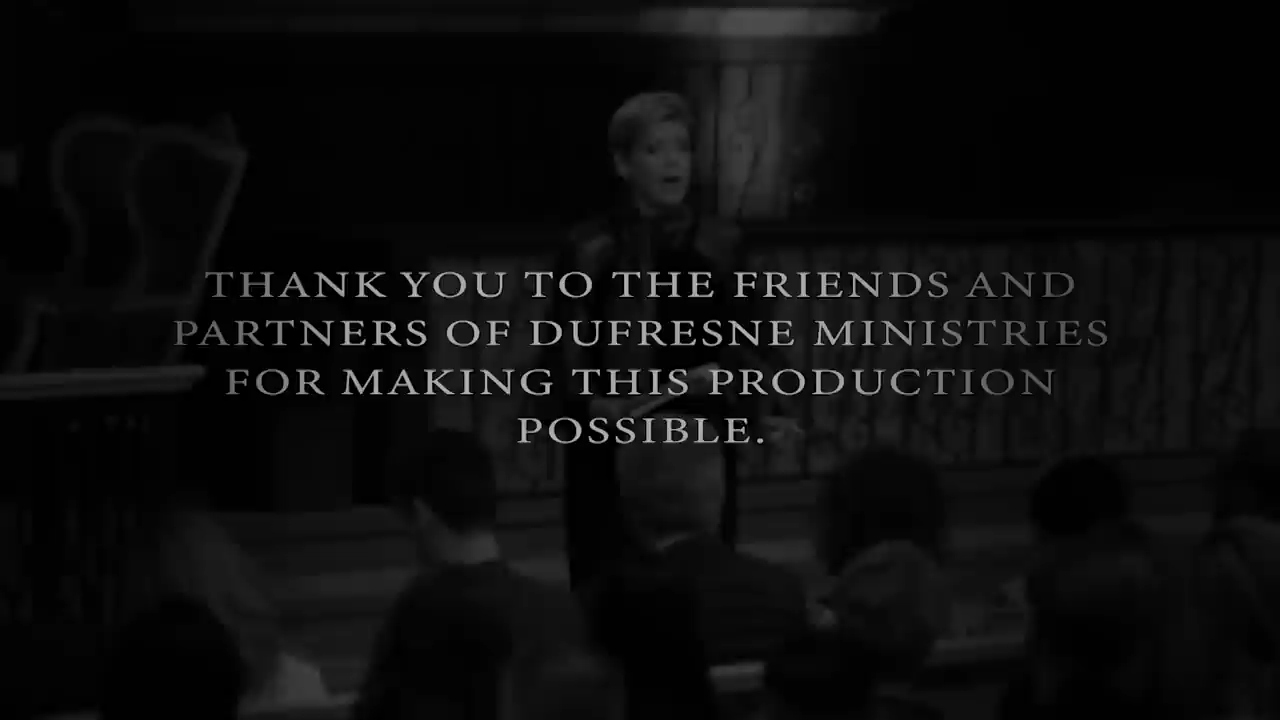 THANK YOU TO THE FRIENDS AND
PARTNERS OF DUFRESNE MINISTRIES
FOR MAKING THIS PRODUCTION
POSSIBLE.